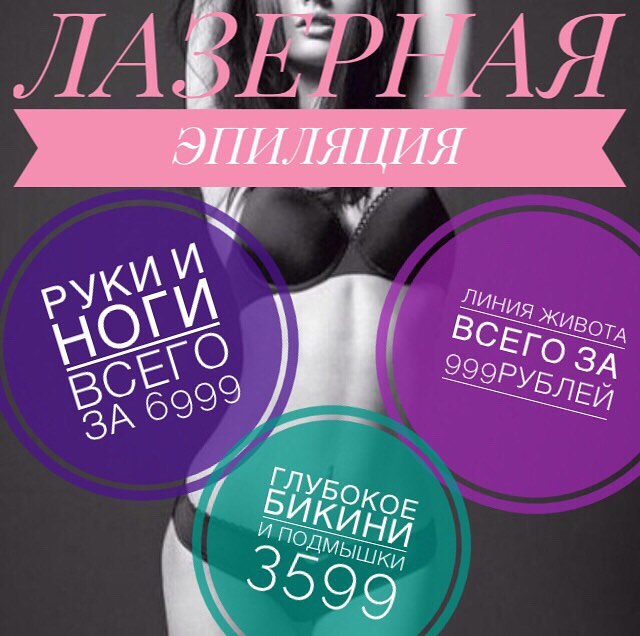 ЛАЗЕРНАЯ
ЭПИЛЯЦИЯ
РУКИ И
НОГИ
ВСЕГО
ЗА 6999
ЛИНИЯ ЖИВОТА
ВСЕГО ЗА
999РУБЛЕЙ
ГЛУБОКОЕ
БИКИНИ
И ПОДМЫШКИ
3599